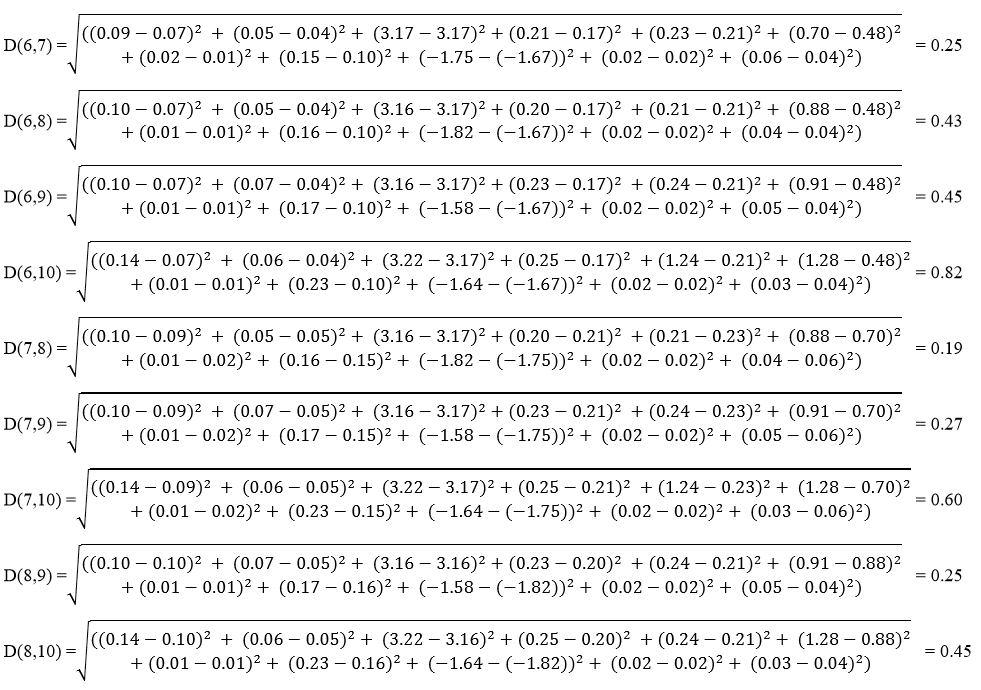 ((0.09 − 0.07)² + (0.05 − 0.04)² + (3.17 − 3.17)² + (0.21 − 0.17)² + (0.23 − 0.21)² + (0.70 − 0.48)²
D(6,7) = √ = 0.25
+ (0.02 − 0.01)² + (0.15 − 0.10)² + (−1.75 − (−1.67))² + (0.02 − 0.02)² + (0.06 − 0.04)²)
((0.10 − 0.07)² + (0.05 − 0.04)² + (3.16 − 3.17)² + (0.20 − 0.17)² + (0.21 − 0.21)² + (0.88 − 0.48)²
D(6,8) = √ = 0.43
+ (0.01 − 0.01)² + (0.16 − 0.10)² + (−1.82 − (−1.67))² + (0.02 − 0.02)² + (0.04 − 0.04)²)
((0.10 − 0.07)² + (0.07 − 0.04)² + (3.16 − 3.17)² + (0.23 − 0.17)² + (0.24 − 0.21)² + (0.91 − 0.48)²
D(6,9) = √ = 0.45
+ (0.01 − 0.01)² + (0.17 − 0.10)² + (−1.58 − (−1.67))² + (0.02 − 0.02)² + (0.05 − 0.04)²)
((0.14 − 0.07)² + (0.06 − 0.04)² + (3.22 − 3.17)² + (0.25 − 0.17)² + (1.24 − 0.21)² + (1.28 − 0.48)²
D(6,10) = √ = 0.82
+ (0.01 − 0.01)² + (0.23 − 0.10)² + (−1.64 − (−1.67))² + (0.02 − 0.02)² + (0.03 − 0.04)²)
((0.10 − 0.09)² + (0.05 − 0.05)² + (3.16 − 3.17)² + (0.20 − 0.21)² + (0.21 − 0.23)² + (0.88 − 0.70)²
D(7,8) = √ = 0.19
+ (0.01 − 0.02)² + (0.16 − 0.15)² + (−1.82 − (−1.75))² + (0.02 − 0.02)² + (0.04 − 0.06)²)
((0.10 − 0.09)² + (0.07 − 0.05)² + (3.16 − 3.17)² + (0.23 − 0.21)² + (0.24 − 0.23)² + (0.91 − 0.70)²
D(7,9) = √ = 0.27
+ (0.01 − 0.02)² + (0.17 − 0.15)² + (−1.58 − (−1.75))² + (0.02 − 0.02)² + (0.05 − 0.06)²)
((0.14 − 0.09)² + (0.06 − 0.05)² + (3.22 − 3.17)² + (0.25 − 0.21)² + (1.24 − 0.23)² + (1.28 − 0.70)²
D(7,10) = √ = 0.60
+ (0.01 − 0.02)² + (0.23 − 0.15)² + (−1.64 − (−1.75))² + (0.02 − 0.02)² + (0.03 − 0.06)²)
((0.10 − 0.10)² + (0.07 − 0.05)² + (3.16 − 3.16)² + (0.23 − 0.20)² + (0.24 − 0.21)² + (0.91 − 0.88)²
D(8,9) = √ = 0.25
+ (0.01 − 0.01)² + (0.17 − 0.16)² + (−1.58 − (−1.82))² + (0.02 − 0.02)² + (0.05 − 0.04)²)
((0.14 − 0.10)² + (0.06 − 0.05)² + (3.22 − 3.16)² + (0.25 − 0.20)² + (0.24 − 0.21)² + (1.28 − 0.88)²
D(8,10) = √ = 0.45
+ (0.01 − 0.01)² + (0.23 − 0.16)² + (−1.64 − (−1.82))² + (0.02 − 0.02)² + (0.03 − 0.04)²)